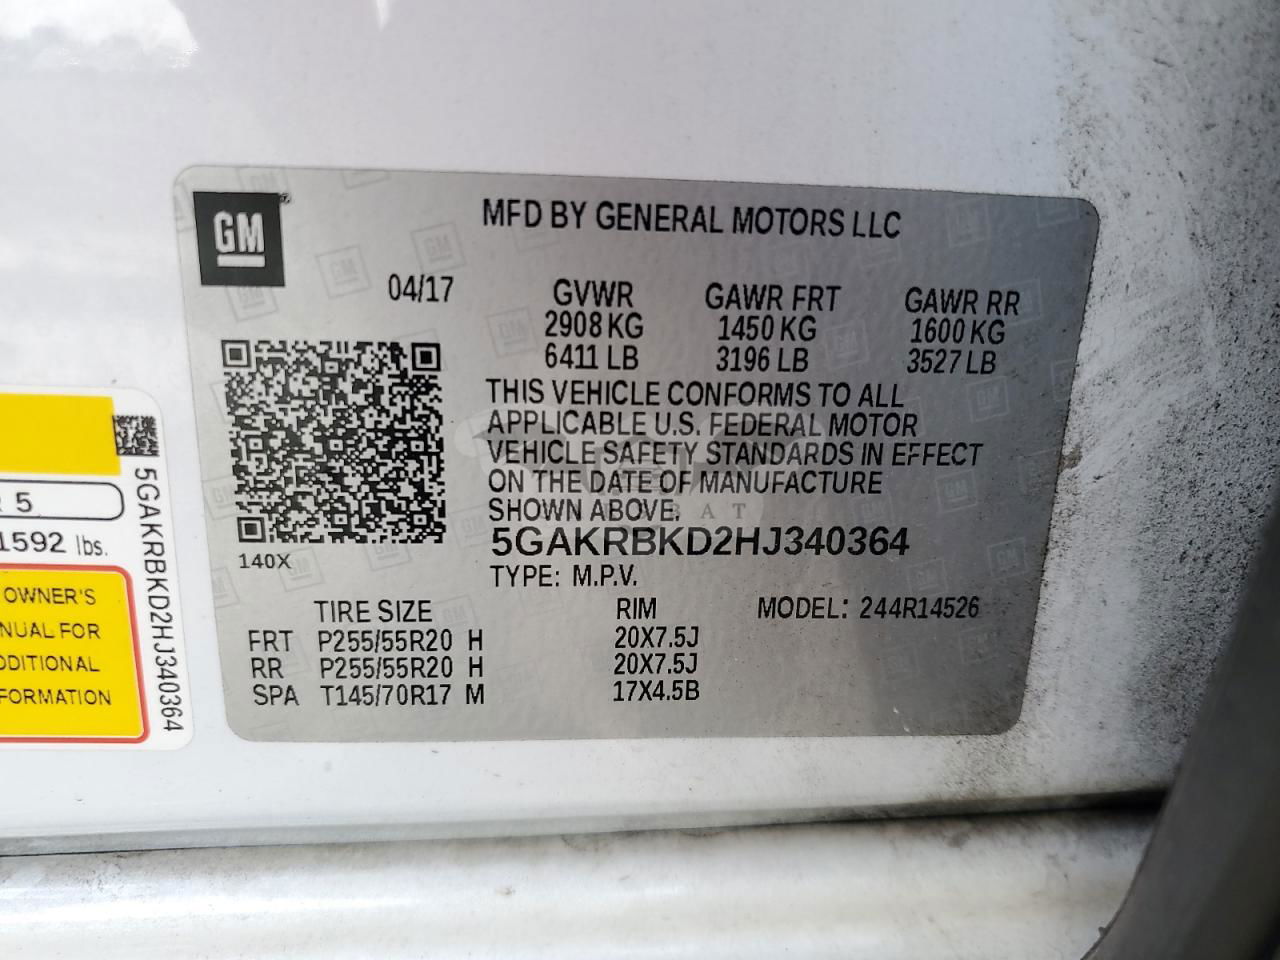 GM
MFD BY GENERAL MOTORS LLC
04/17
GVWR GAWR FRT GAWR RR
2908 KG 1450 KG 1600 KG
6411 LB 3196 LB 3527 LB
THIS VEHICLE CONFORMS TO ALL
APPLICABLE U.S. FEDERAL MOTOR
VEHICLE SAFETY STANDARDS IN EFFECT
ON THE DATE OF MANUFACTURE
SHOWN ABOVE.
5GAKRBKD2HJ340364
140X
TYPE: M.P.V.
TIRE SIZE RIM MODEL: 244R14526
FRT P255/55R20 H 20X7.5J
RR P255/55R20 H 20X7.5J
SPA T145/70R17 M 17X4.5B
5
1592 lbs.
OWNER'S
FOR
5GAKRBKD2HJ340364